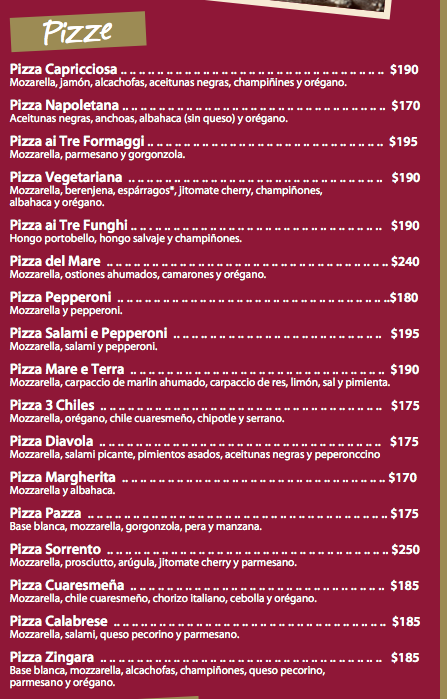 Pizze
Pizza Capricciosa .. .. .. .. .. .. .. .. .. .. .. .. .. .. .. .. .. .. .. .. .. .. $190
Mozarella, jamón, alcachofas, aceitunas negras, champiñines y orégano.
Pizza Napoletana .. .. .. .. .. .. .. .. .. .. .. .. .. .. .. .. .. .. .. .. .. .. $170
Aceitunas negras, anchoas, albahaca (sin queso) y orégano.
Pizza ai Tre Formaggi .. .. .. .. .. .. .. .. .. .. .. .. .. .. .. .. .. .. .. .. $195
Mozzarella, parmesano y gorgonzola.
Pizza Vegetariana .. .. .. .. .. .. .. .. .. .. .. .. .. .. .. .. .. .. .. .. .. $190
Mozzarella, berenjena, espárragos*, jitomate cherry, champiñones,
albahaca y orégano.
Pizza ai Tre Funghi .. .. .. .. .. .. .. .. .. .. .. .. .. .. .. .. .. .. .. .. .. $190
Hongo portobello, hongo salvaje y champiñones.
Pizza del Mare .. .. .. .. .. .. .. .. .. .. .. .. .. .. .. .. .. .. .. .. .. .. .. $240
Mozzarella, ostiones ahumados, camarones y orégano.
Pizza Pepperoni .. .. .. .. .. .. .. .. .. .. .. .. .. .. .. .. .. .. .. .. .. .. ..$180
Mozzarella y pepperoni.
Pizza Salami e Pepperoni .. .. .. .. .. .. .. .. .. .. .. .. .. .. .. .. .. .. $195
Mozzarella, salami y pepperoni.
Pizza Mare e Terra .. .. .. .. .. .. .. .. .. .. .. .. .. .. .. .. .. .. .. .. .. $190
Mozzarella, carpaccio de marlin ahumado, carpaccio de res, limón, sal y pimienta.
Pizza 3 Chiles .. .. .. .. .. .. .. .. .. .. .. .. .. .. .. .. .. .. .. .. .. .. .. $175
Mozzarella, orégano, chile cuaresmeño, chipotle y serrano.
Pizza Diavola .. .. .. .. .. .. .. .. .. .. .. .. .. .. .. .. .. .. .. .. .. .. .. $175
Mozzarella, salami picante, pimientos asados, aceitunas negras y peperonccino
Pizza Margherita .. .. .. .. .. .. .. .. .. .. .. .. .. .. .. .. .. .. .. .. .. .. $170
Mozzarella y albahaca.
Pizza Pazza .. .. .. .. .. .. .. .. .. .. .. .. .. .. .. .. .. .. .. .. .. .. .. .. $175
Base blanca, mozzarella, gorgonzola, pera y manzana.
Pizza Sorrento .. .. .. .. .. .. .. .. .. .. .. .. .. .. .. .. .. .. .. .. .. .. .. $250
Mozzarella, prosciutto, arúgula, jitomate cherry y parmesano.
Pizza Cuaresmeña .. .. .. .. .. .. .. .. .. .. .. .. .. .. .. .. .. .. .. .. .. $185
Mozzarella, chile cuaresmeño, chorizo italiano, cebolla y orégano.
Pizza Calabrese .. .. .. .. .. .. .. .. .. .. .. .. .. .. .. .. .. .. .. .. .. .. .. $185
Mozzarella, salami, queso pecorino y parmesano.
Pizza Zingara .. .. .. .. .. .. .. .. .. .. .. .. .. .. .. .. .. .. .. .. .. .. .. .. $185
Base blanca, mozzarella, alcachofas, champiñones, queso pecorino,
parmesano y orégano.